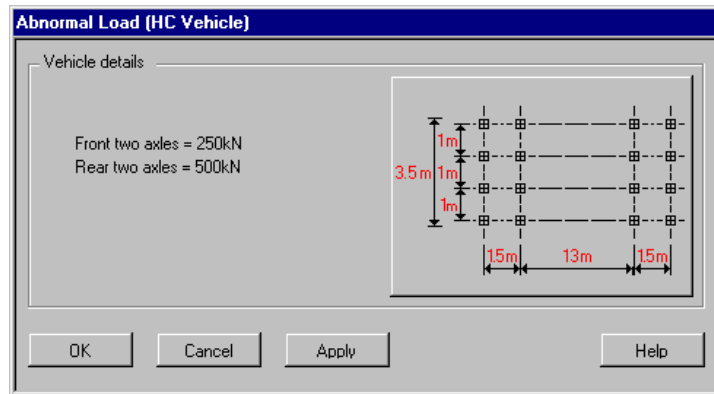 Abnormal Load (HC Vehicle)
Vehicle details
Front two axles = 250kN
Rear two axles = 500kN
1m
3.5m 1m
1m
1.5m 13m 1.5m
OK Cancel Apply Help